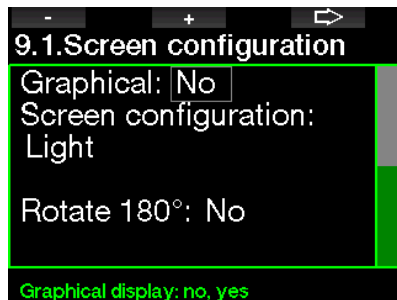 - + ⇨
9.1.Screen configuration
Graphical: No
Screen configuration:
Light
Rotate 180°: No
Graphical display: no, yes